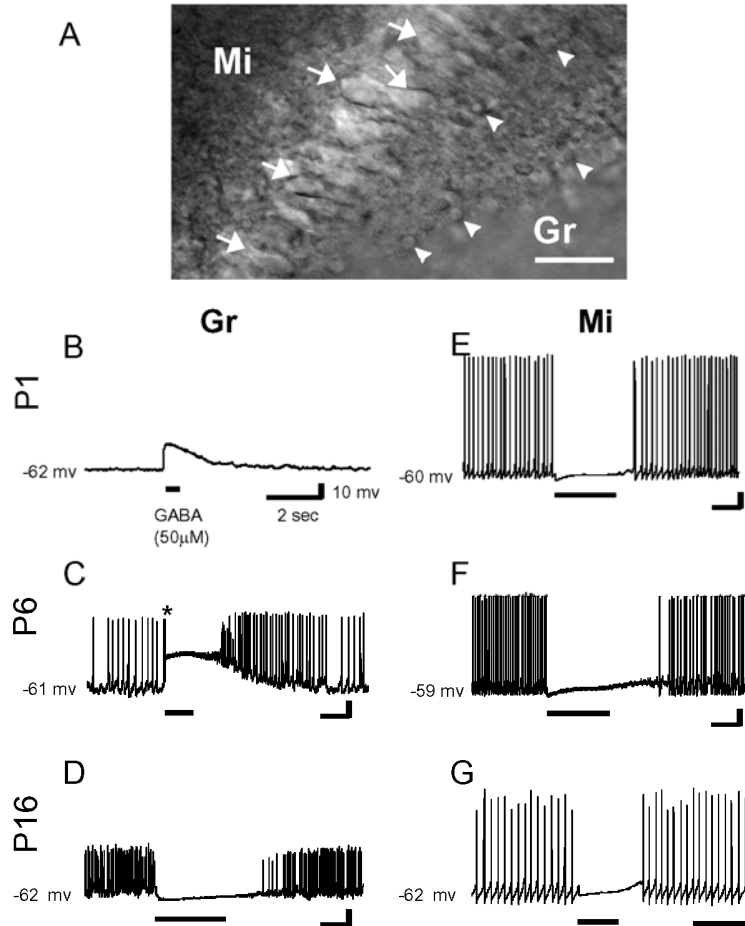 A
Mi
Gr
Gr
Mi
P1
B
-62 mv
GABA
(50μM)
2 sec
10 mv
E
-60 mv
P6
C
*
-61 mv
F
-59 mv
P16
D
-62 mv
G
-62 mv